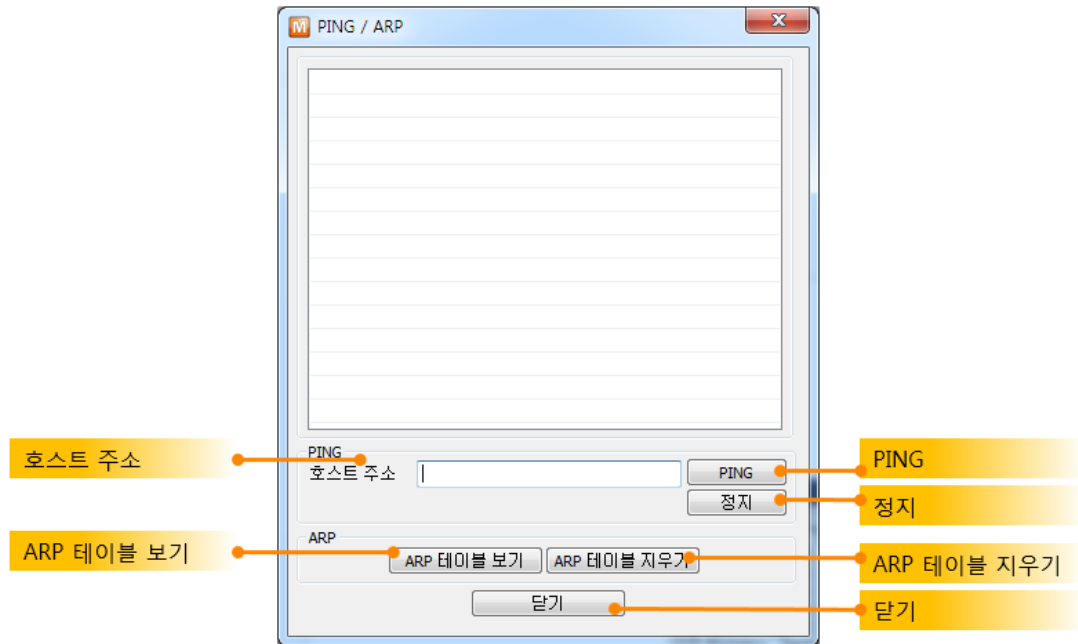 M PING / ARP
PING
호스트 주소
호스트 주소
PING
PING
정지
정지
ARP
ARP 테이블 보기
ARP 테이블 보기
ARP 테이블 지우기
ARP 테이블 지우기
닫기
닫기